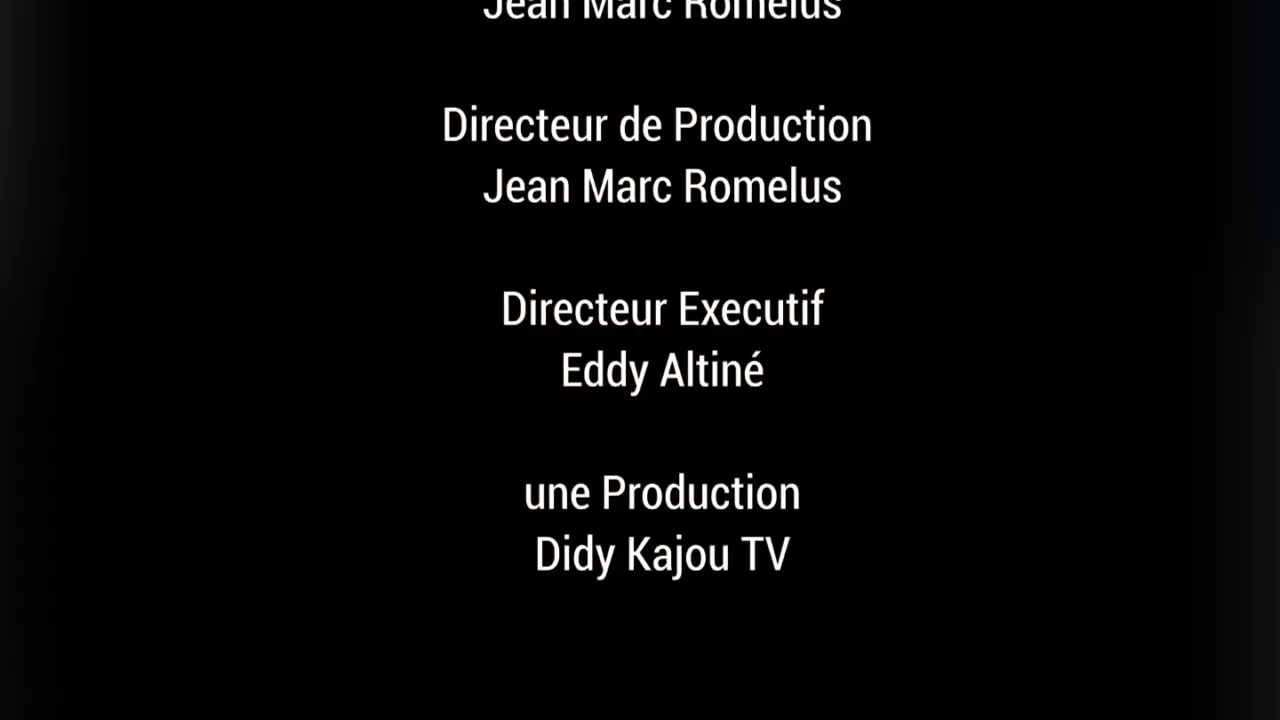 Jean Marc Romelus
Directeur de Production
Jean Marc Romelus
Directeur Executif
Eddy Altiné
une Production
Didy Kajou TV